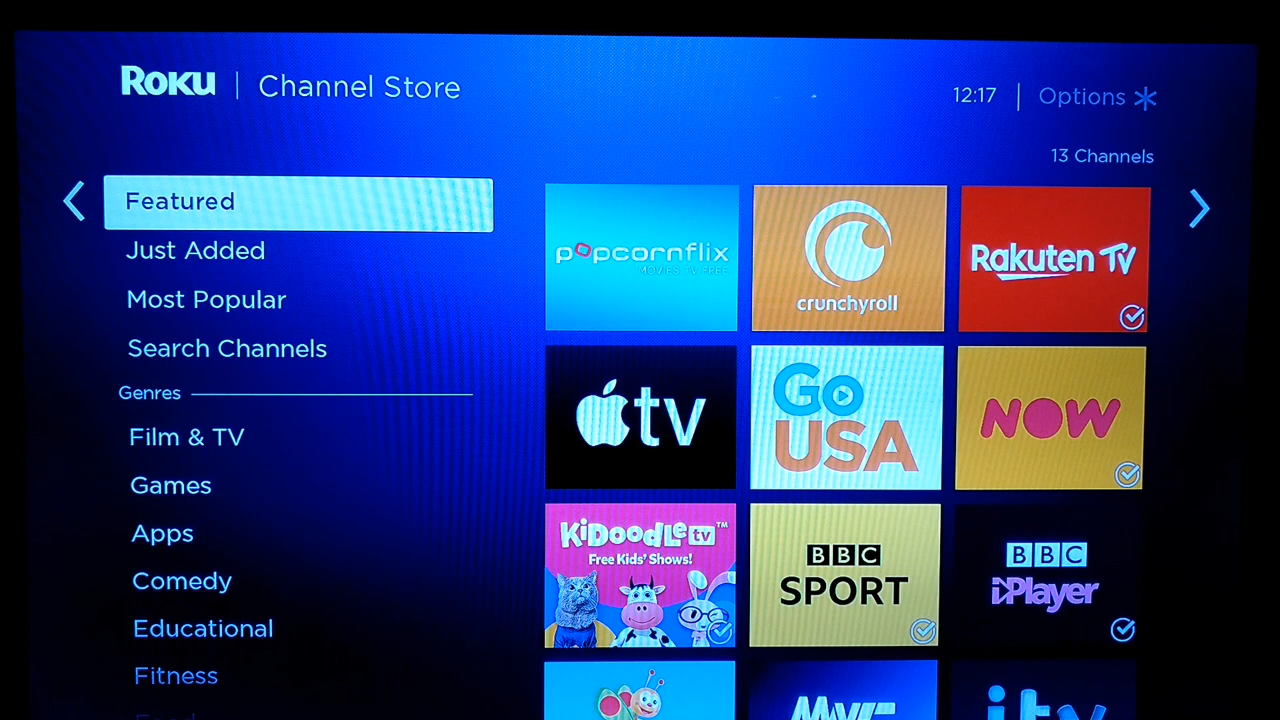 Roku | Channel Store
12:17 | Options
13 Channels
Featured
Just Added
Most Popular
Search Channels
Genres
Film & TV
Games
Apps
Comedy
Educational
Fitness
popcornflix
MOVIES. TV. FREE.
crunchyroll
Rakuten TV
tv
Go
USA
NOW
KiDoodle tv™
Free Kids' Shows!
BBC
SPORT
BBC
iPlayer
itv